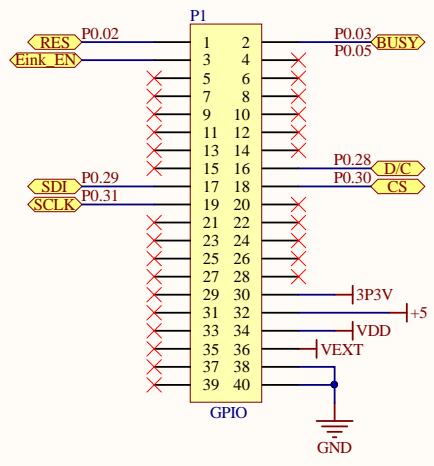 P1
RES P0.02 1 2 P0.03 BUSY
Eink_EN 3 4 P0.05
5 6
7 8
9 10
11 12
13 14
15 16 P0.28 D/C
SDI P0.29 17 18 P0.30 CS
SCLK P0.31 19 20
21 22
23 24
25 26
27 28
29 30 3P3V
31 32 +5
33 34 VDD
35 36 VEXT
37 38
39 40
GPIO
GND